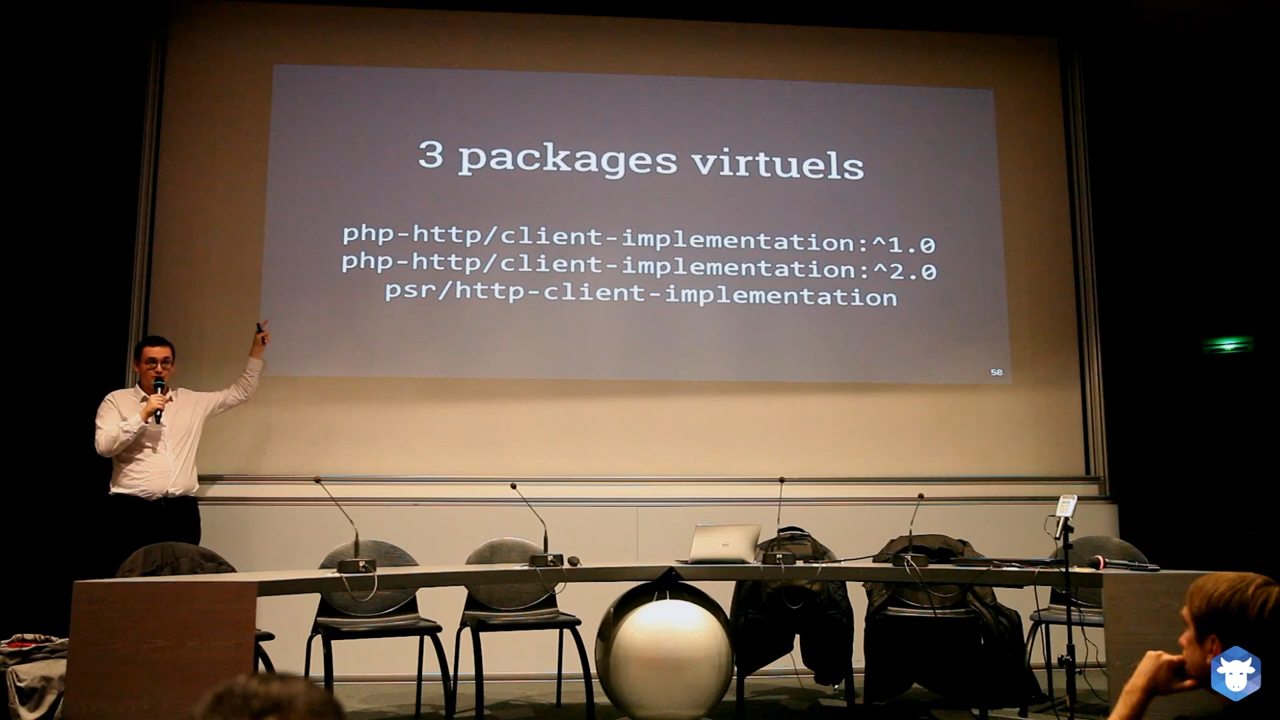 3 packages virtuels
php-http/client-implementation:^1.0
php-http/client-implementation:^2.0
psr/http-client-implementation
58